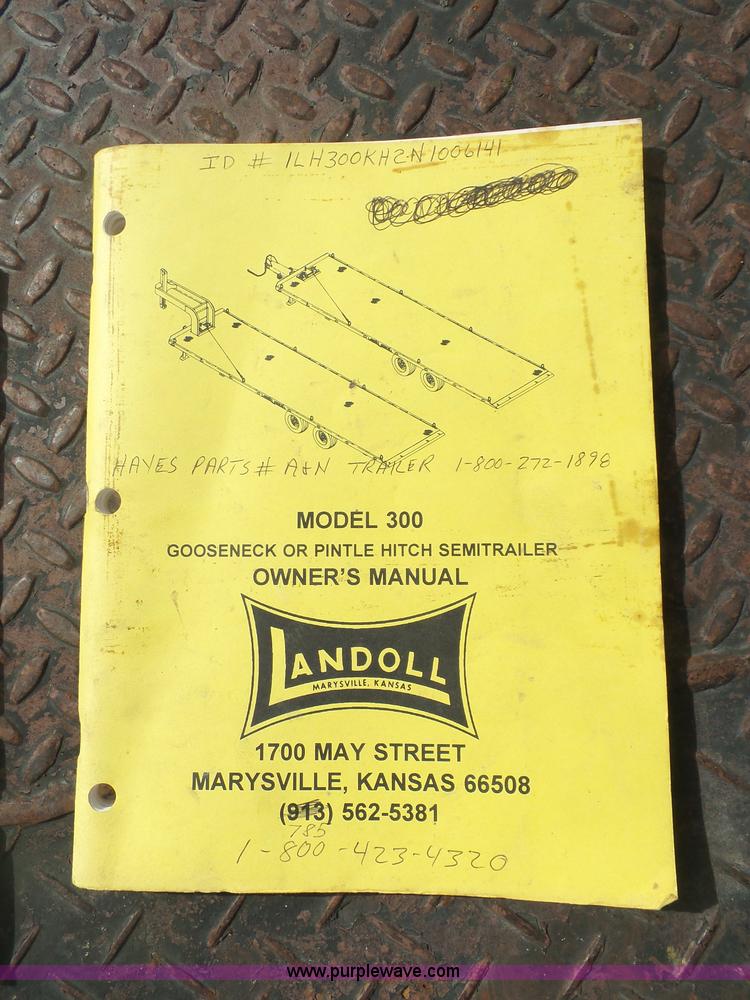 ID # 1LH300KH2N1006141
HAYES PARTS# A&N TRAILER 1-800-272-1898
MODEL 300
GOOSENECK OR PINTLE HITCH SEMITRAILER
OWNER'S MANUAL
LANDOLL
MARYSVILLE, KANSAS
1700 MAY STREET
MARYSVILLE, KANSAS 66508
(913) 562-5381
785
1-800-423-4320
www.purplewave.com